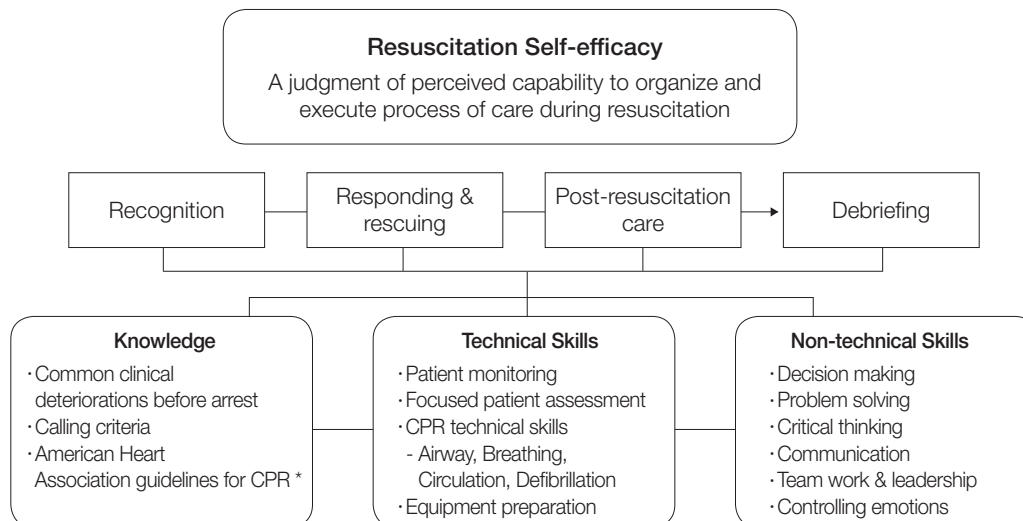 Resuscitation Self-efficacy
A judgment of perceived capability to organize and
execute process of care during resuscitation
Recognition
Responding &
rescuing
Post-resuscitation
care
Debriefing
Knowledge
·Common clinical
deteriorations before arrest
·Calling criteria
·American Heart
Association guidelines for CPR *
Technical Skills
·Patient monitoring
·Focused patient assessment
·CPR technical skills
- Airway, Breathing,
Circulation, Defibrillation
·Equipment preparation
Non-technical Skills
·Decision making
·Problem solving
·Critical thinking
·Communication
·Team work & leadership
·Controlling emotions